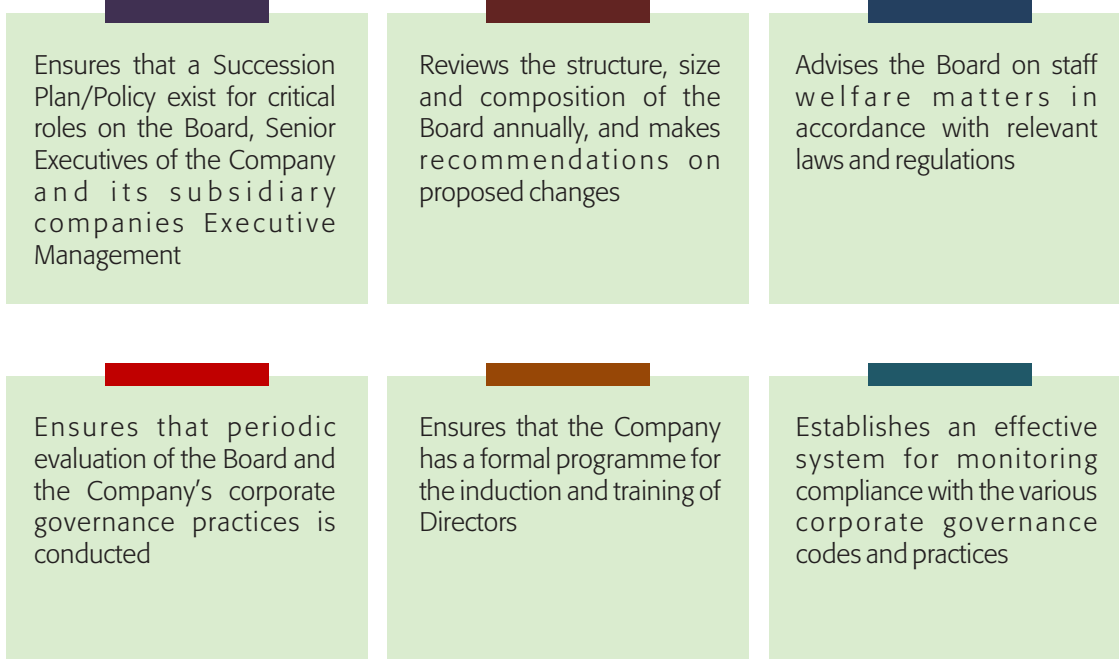 Ensures that a Succession
Plan/Policy exist for critical
roles on the Board, Senior
Executives of the Company
and its subsidiary
companies Executive
Management
Reviews the structure, size
and composition of the
Board annually, and makes
recommendations on
proposed changes
Advises the Board on staff
welfare matters in
accordance with relevant
laws and regulations
Ensures that periodic
evaluation of the Board and
the Company's corporate
governance practices is
conducted
Ensures that the Company
has a formal programme for
the induction and training of
Directors
Establishes an effective
system for monitoring
compliance with the various
corporate governance
codes and practices